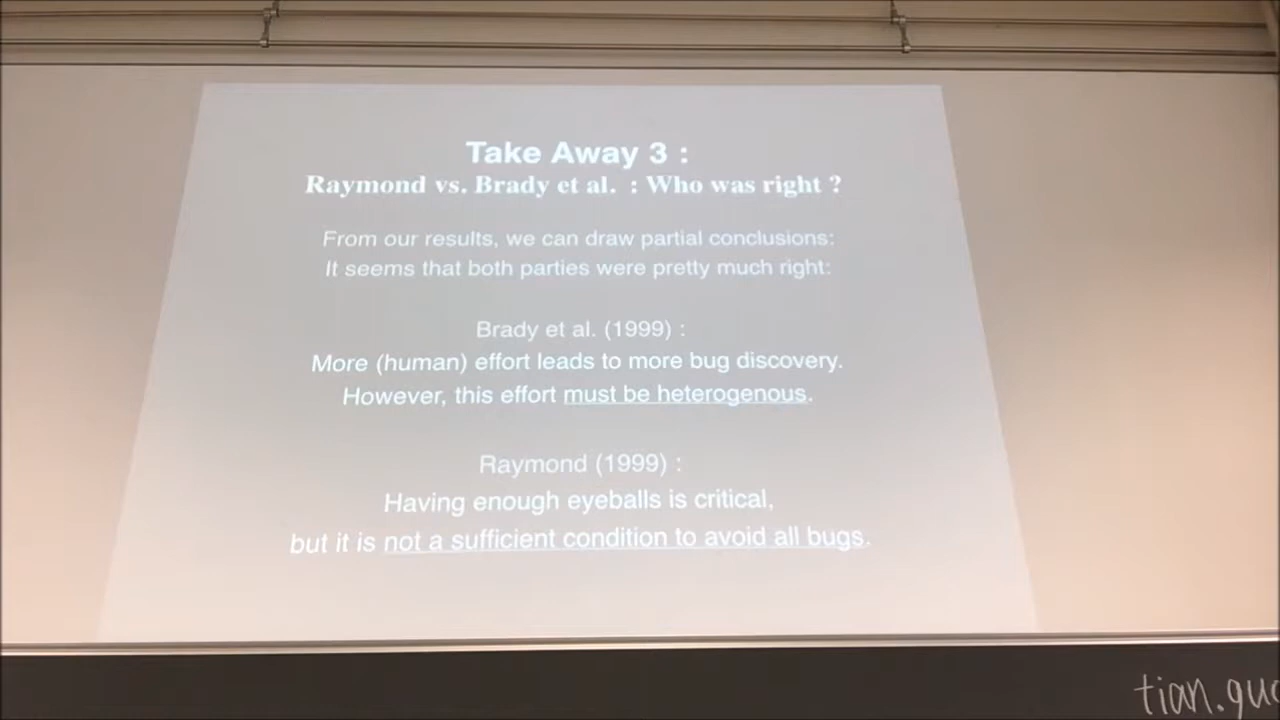 Take Away 3 :
Raymond vs. Brady et al. : Who was right ?
From our results, we can draw partial conclusions:
It seems that both parties were pretty much right:
Brady et al. (1999) :
More (human) effort leads to more bug discovery.
However, this effort must be heterogenous.
Raymond (1999) :
Having enough eyeballs is critical,
but it is not a sufficient condition to avoid all bugs.